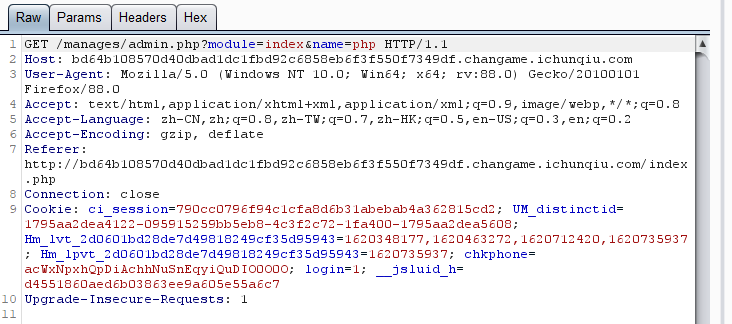 Raw Params Headers Hex
1 GET /manages/admin.php?module=index&name=php HTTP/1.1
2 Host: bd64b108570d40dbad1dc1fbd92c6858eb6f3f550f7349df.changame.ichunqiu.com
3 User-Agent: Mozilla/5.0 (Windows NT 10.0; Win64; x64; rv:88.0) Gecko/20100101
Firefox/88.0
4 Accept: text/html,application/xhtml+xml,application/xml;q=0.9,image/webp,*/*;q=0.8
5 Accept-Language: zh-CN,zh;q=0.8,zh-TW;q=0.7,zh-HK;q=0.5,en-US;q=0.3,en;q=0.2
6 Accept-Encoding: gzip, deflate
7 Referer:
http://bd64b108570d40dbad1dc1fbd92c6858eb6f3f550f7349df.changame.ichunqiu.com/index
.php
8 Connection: close
9 Cookie: ci_session=790cc0796f94c1cfa8d6b31abebab4a362815cd2; UM_distinctid=
1795aa2dea4122-095915259bb5eb8-4c3f2c72-1fa400-1795aa2dea5608;
Hm_lvt_2d0601bd28de7d49818249cf35d95943=1620348177,1620463272,1620712420,1620735937
; Hm_lpvt_2d0601bd28de7d49818249cf35d95943=1620735937; chkphone=
acWxNpxhQpDiAchhNuSnEqyiQuDIO0O0O; login=1; __jsluid_h=
d4551860aed6b03863ee9a605e55a6c7
10 Upgrade-Insecure-Requests: 1
11